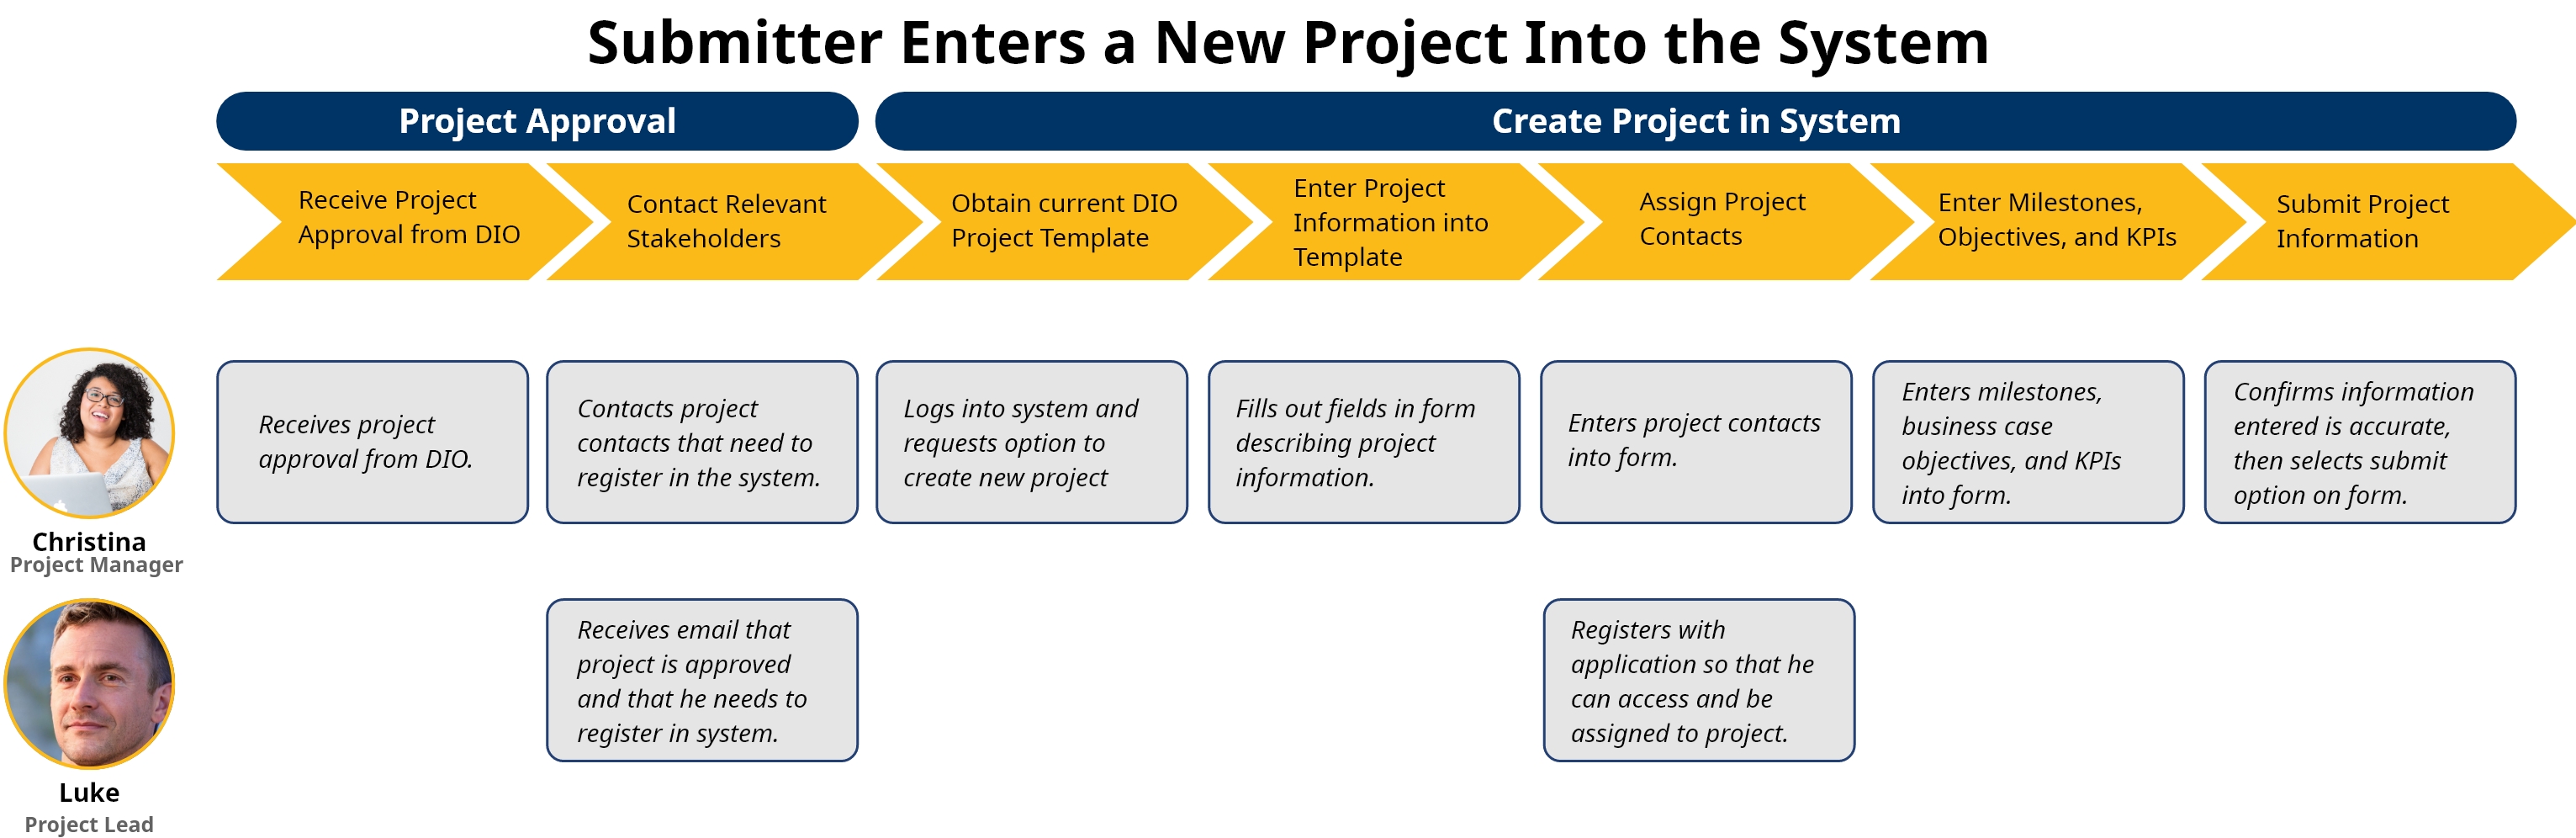 Submitter Enters a New Project Into the System
Project Approval
Create Project in System
Receive Project
Approval from DIO
Contact Relevant
Stakeholders
Obtain current DIO
Project Template
Enter Project
Information into
Template
Assign Project
Contacts
Enter Milestones,
Objectives, and KPIs
Submit Project
Information
Christina
Project Manager
Receives project
approval from DIO.
Contacts project
contacts that need to
register in the system.
Logs into system and
requests option to
create new project
Fills out fields in form
describing project
information.
Enters project contacts
into form.
Enters milestones,
business case
objectives, and KPIs
into form.
Confirms information
entered is accurate,
then selects submit
option on form.
Luke
Project Lead
Receives email that
project is approved
and that he needs to
register in system.
Registers with
application so that he
can access and be
assigned to project.